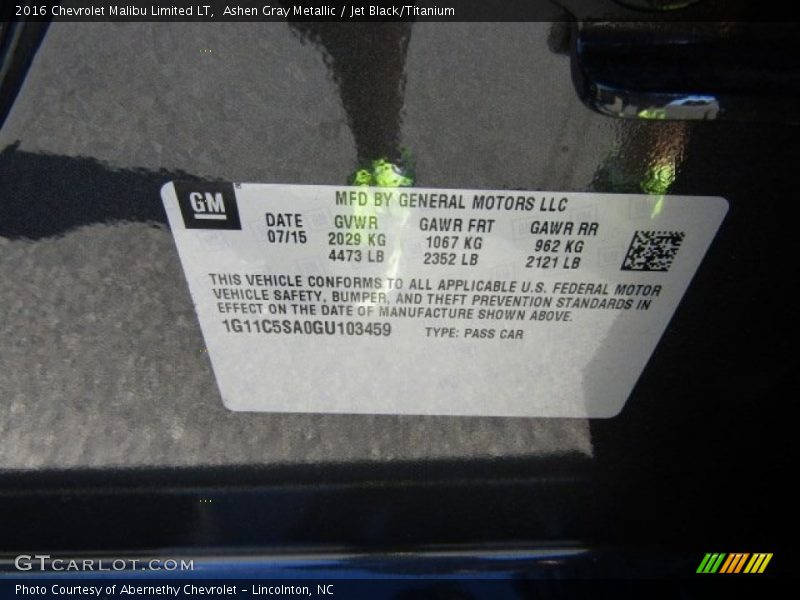 2016 Chevrolet Malibu Limited LT, Ashen Gray Metallic / Jet Black/Titanium
GM
MFD BY GENERAL MOTORS LLC
DATE GVWR GAWR FRT GAWR RR
07/15 2029 KG 1067 KG 962 KG
4473 LB 2352 LB 2121 LB
THIS VEHICLE CONFORMS TO ALL APPLICABLE U.S. FEDERAL MOTOR
VEHICLE SAFETY, BUMPER, AND THEFT PREVENTION STANDARDS IN
EFFECT ON THE DATE OF MANUFACTURE SHOWN ABOVE.
1G11C5SA0GU103459 TYPE: PASS CAR
GTCARLOT.COM
Photo Courtesy of Abernethy Chevrolet - Lincolnton, NC